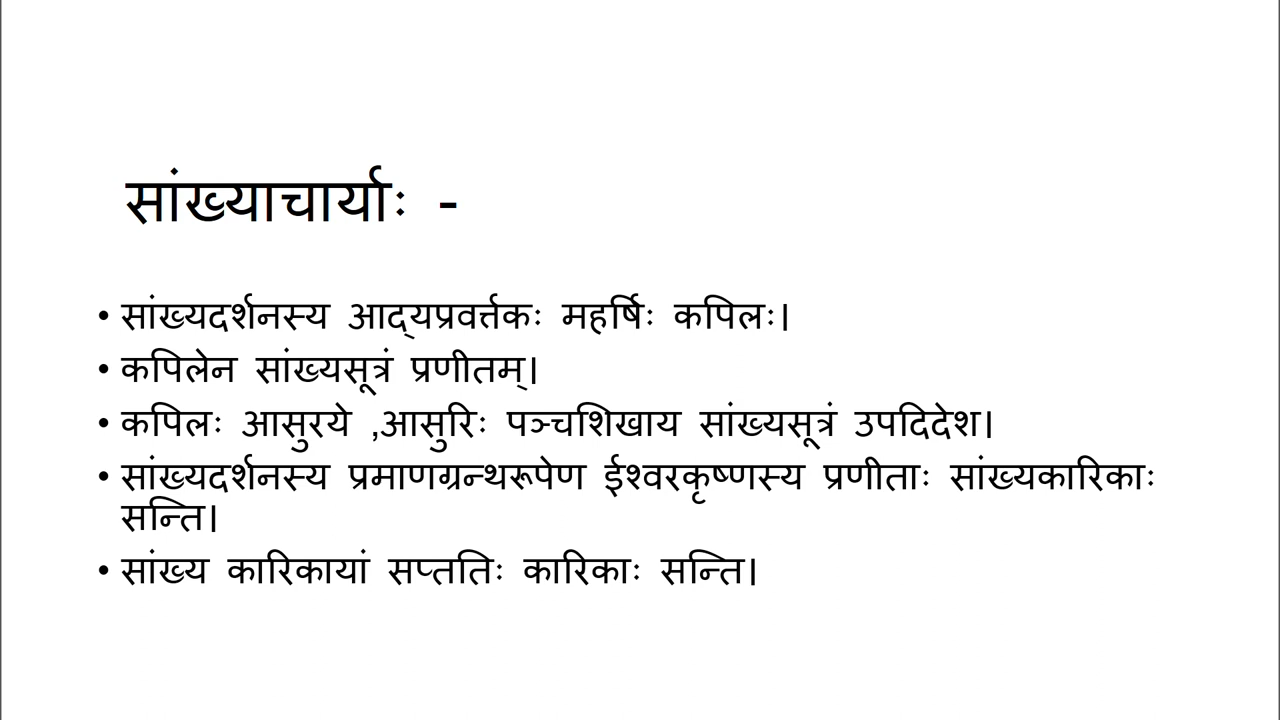 सांख्याचार्याः -
• सांख्यदर्शनस्य आद्यप्रवर्त्तकः महर्षिः कपिलः।
• कपिलेन सांख्यसूत्रं प्रणीतम्।
• कपिलः आसुरये ,आसुरिः पञ्चशिखाय सांख्यसूत्रं उपदिदेश।
• सांख्यदर्शनस्य प्रमाणग्रन्थरूपेण ईश्वरकृष्णस्य प्रणीताः सांख्यकारिकाः
सन्ति।
• सांख्य कारिकायां सप्ततिः कारिकाः सन्ति।